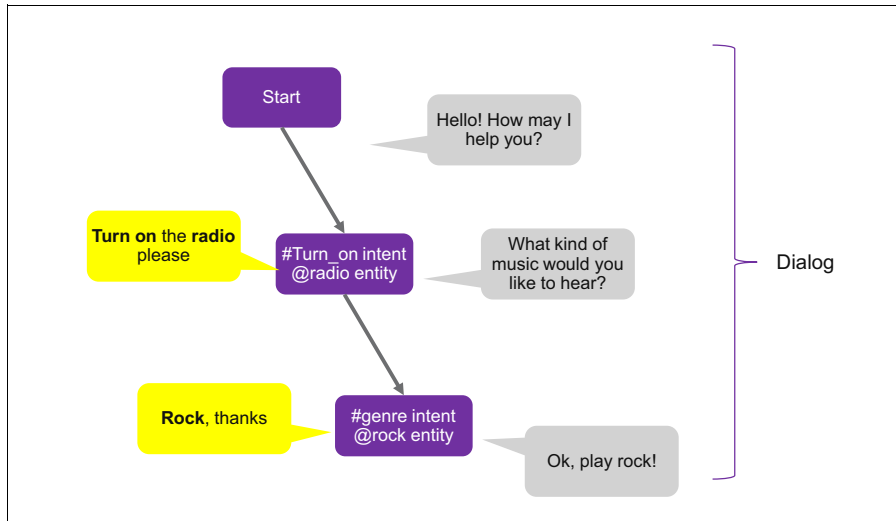 Start
Hello! How may I
help you?
Turn on the radio
please
#Turn_on intent
@radio entity
What kind of
music would you
like to hear?
Dialog
Rock, thanks
#genre intent
@rock entity
Ok, play rock!